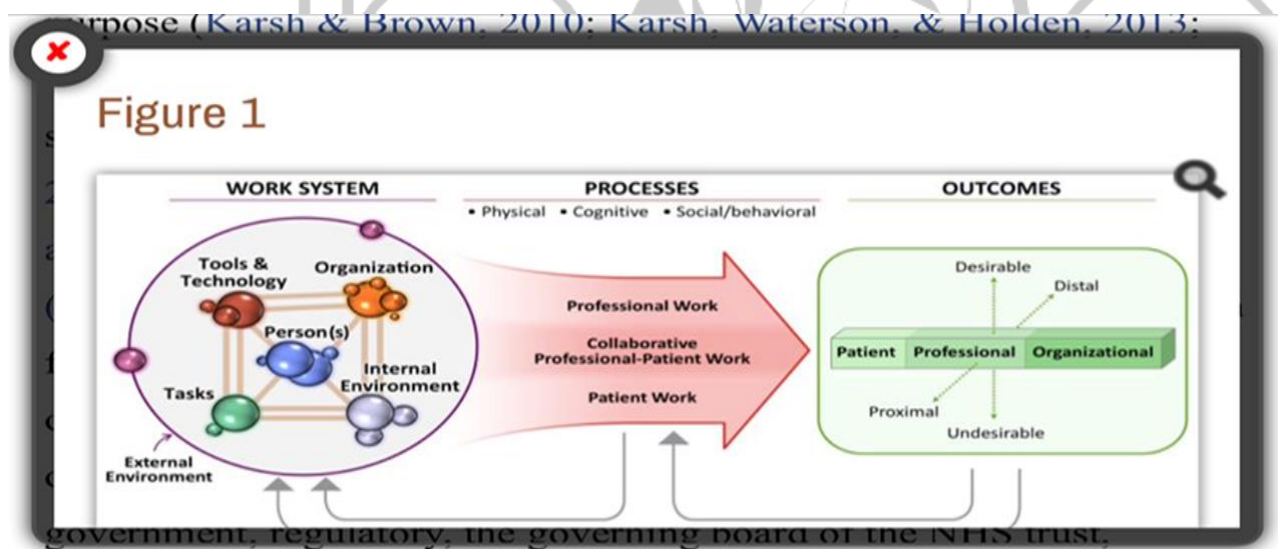 purpose (Karsh & Brown, 2010; Karsh, Waterson, & Holden, 2013;
Figure 1
WORK SYSTEM
PROCESSES
OUTCOMES
• Physical • Cognitive • Social/behavioral
Tools &
Technology
Organization
Person(s)
Internal
Environment
Tasks
External
Environment
Professional Work
Collaborative
Professional-Patient Work
Patient Work
Desirable
Distal
Patient
Professional
Organizational
Proximal
Undesirable
government, regulatory, the governing board of the NHS trust,